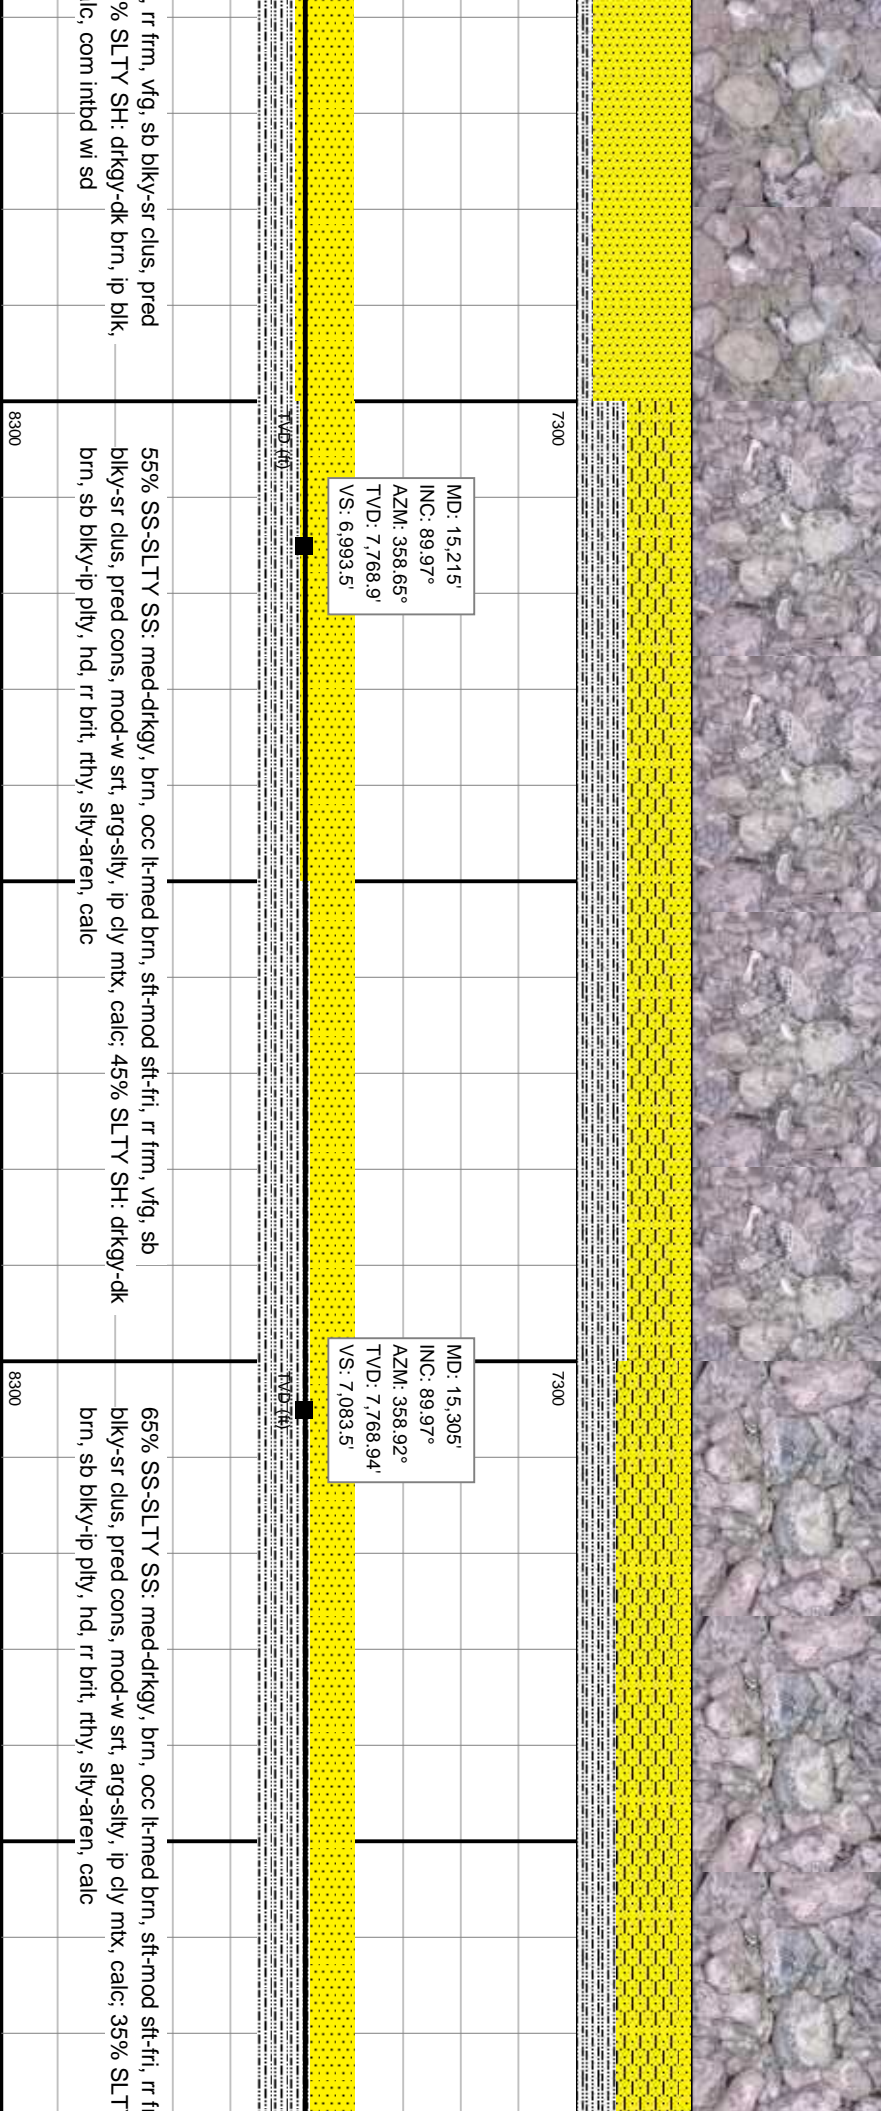 , rr frm, vfg, sb blky-sr clus, pred
% SLTY SH: drkgy-dk brn, ip blk,
lc, com intbd wi sd
7300
TVD (ft)
8300
MD: 15,215'
INC: 89.97°
AZM: 358.65°
TVD: 7,768.9'
VS: 6,993.5'
55% SS-SLTY SS: med-drkgy, brn, occ lt-med brn, sft-mod sft-fri, rr frm, vfg, sb
blky-sr clus, pred cons, mod-w srt, arg-slty, ip cly mtx, calc; 45% SLTY SH: drkgy-dk
brn, sb blky-ip plty, hd, rr brit, rthy, slty-aren, calc
7300
TVD (ft)
8300
MD: 15,305'
INC: 89.97°
AZM: 358.92°
TVD: 7,768.94'
VS: 7,083.5'
65% SS-SLTY SS: med-drkgy, brn, occ lt-med brn, sft-mod sft-fri, rr f
blky-sr clus, pred cons, mod-w srt, arg-slty, ip cly mtx, calc; 35% SLT
brn, sb blky-ip plty, hd, rr brit, rthy, slty-aren, calc